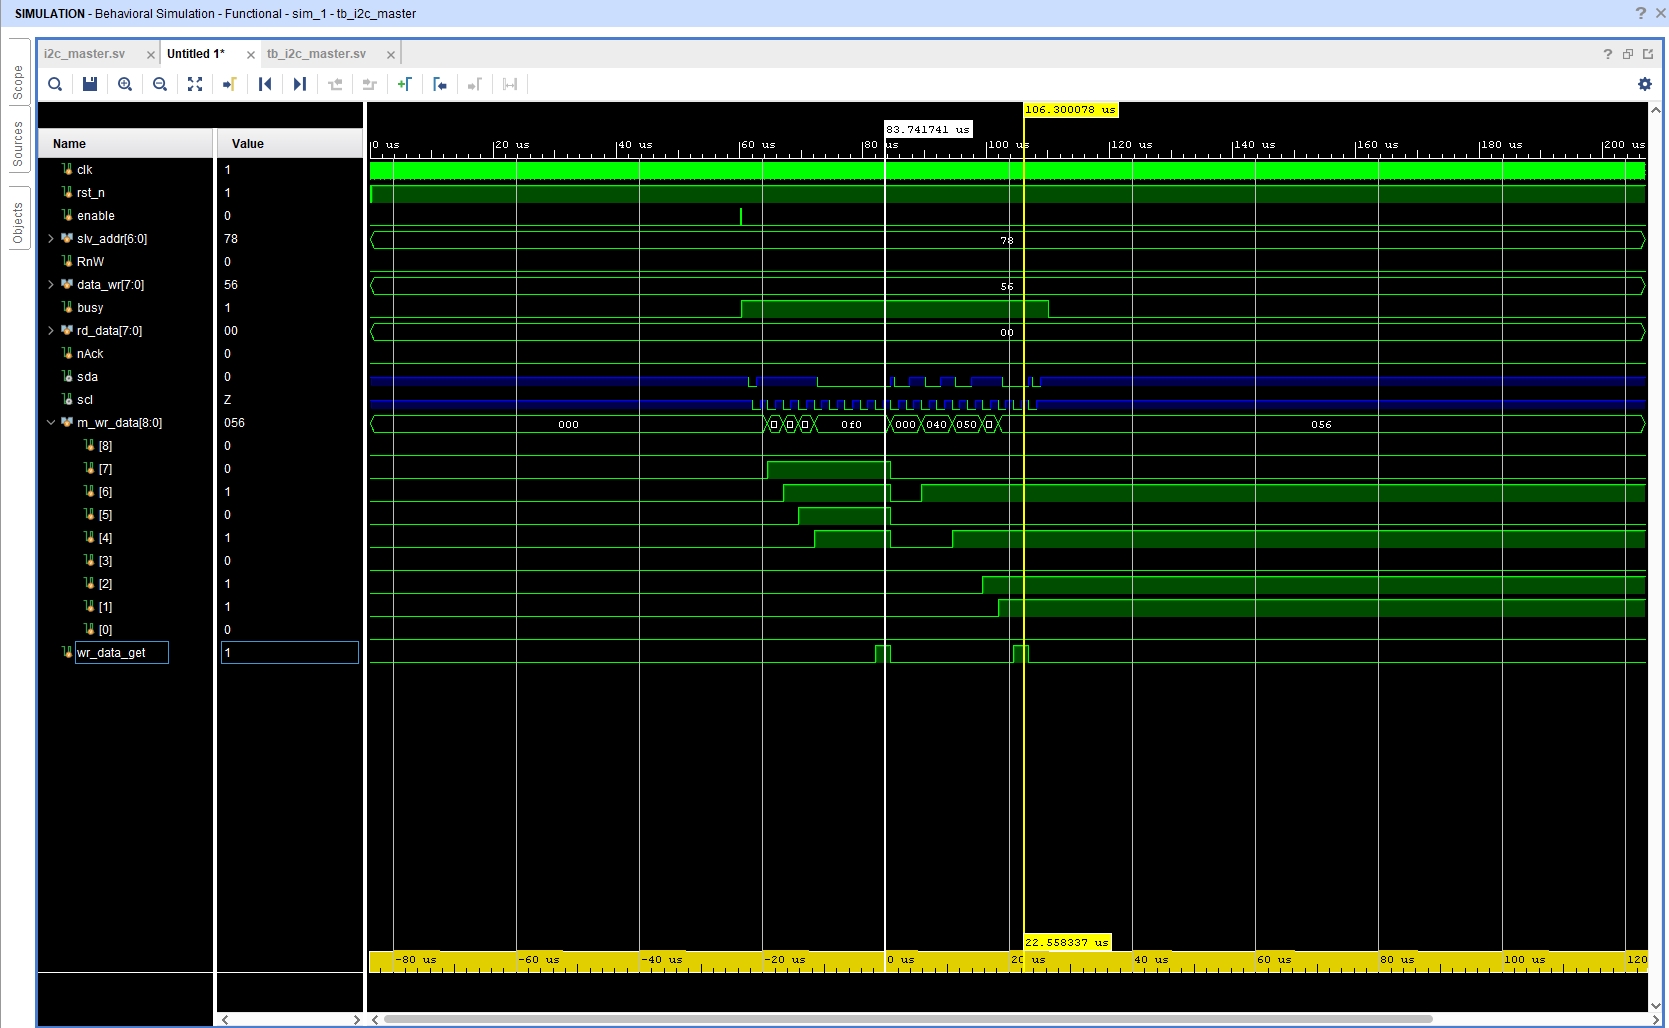 SIMULATION - Behavioral Simulation - Functional - sim_1 - tb_i2c_master
i2c_master.sv
Untitled 1*
tb_i2c_master.sv
Scope
Sources
Objects
106.300078 us
83.741741 us
Name
Value
0 us
20 us
40 us
60 us
80 us
100 us
120 us
140 us
160 us
180 us
200 us
clk
1
rst_n
1
enable
0
slv_addr[6:0]
78
78
RnW
0
data_wr[7:0]
56
56
busy
1
rd_data[7:0]
00
00
nAck
0
sda
0
scl
Z
m_wr_data[8:0]
056
000
0f0
000
040
050
056
[8]
0
[7]
0
[6]
1
[5]
0
[4]
1
[3]
0
[2]
1
[1]
1
[0]
0
wr_data_get
1
22.558337 us
-80 us
-60 us
-40 us
-20 us
0 us
20 us
40 us
60 us
80 us
100 us
120